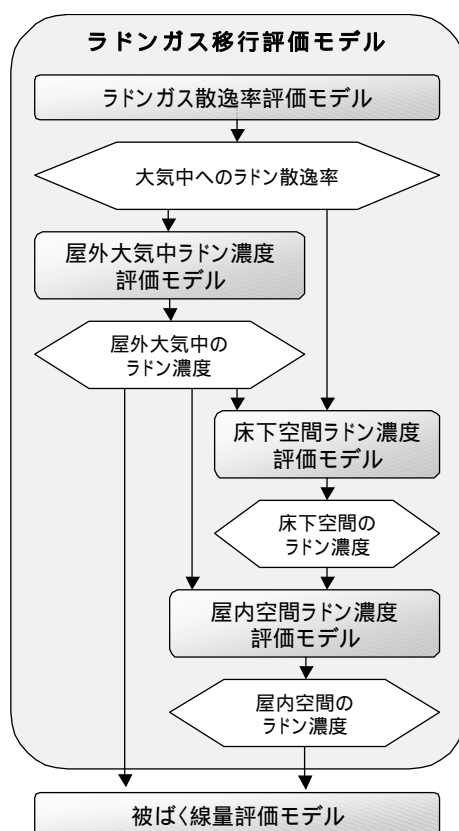 ラドンガス移行評価モデル
ラドンガス散逸率評価モデル
大気中へのラドン散逸率
屋外大気中ラドン濃度
評価モデル
屋外大気中の
ラドン濃度
床下空間ラドン濃度
評価モデル
床下空間の
ラドン濃度
屋内空間ラドン濃度
評価モデル
屋内空間の
ラドン濃度
被ばく線量評価モデル